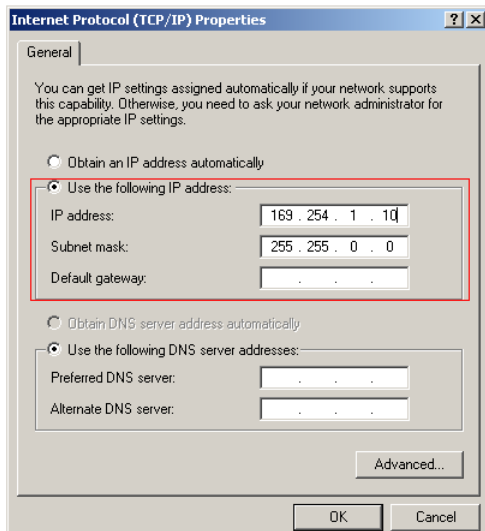 Internet Protocol (TCP/IP) Properties
General
You can get IP settings assigned automatically if your network supports
this capability. Otherwise, you need to ask your network administrator for
the appropriate IP settings.
Obtain an IP address automatically
Use the following IP address:
IP address: 169 . 254 . 1 . 10
Subnet mask: 255 . 255 . 0 . 0
Default gateway: . . .
Obtain DNS server address automatically
Use the following DNS server addresses:
Preferred DNS server: . . .
Alternate DNS server: . . .
Advanced...
OK Cancel